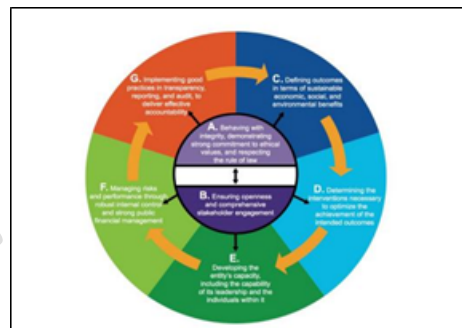 G. Implementing good
practices in transparency,
reporting, and audit, to
deliver effective
accountability
C. Defining outcomes
in terms of sustainable
economic, social, and
environmental benefits
A. Behaving with
integrity, demonstrating
strong commitment to ethical
values, and respecting
the rule of law
B. Ensuring openness
and comprehensive
stakeholder engagement
F. Managing risks
and performance through
robust internal control
and strong public
financial management
D. Determining the
interventions necessary
to optimize the
achievement of the
intended outcomes
E.
Developing the
entity's capacity,
including the capability
of its leadership and the
individuals within it